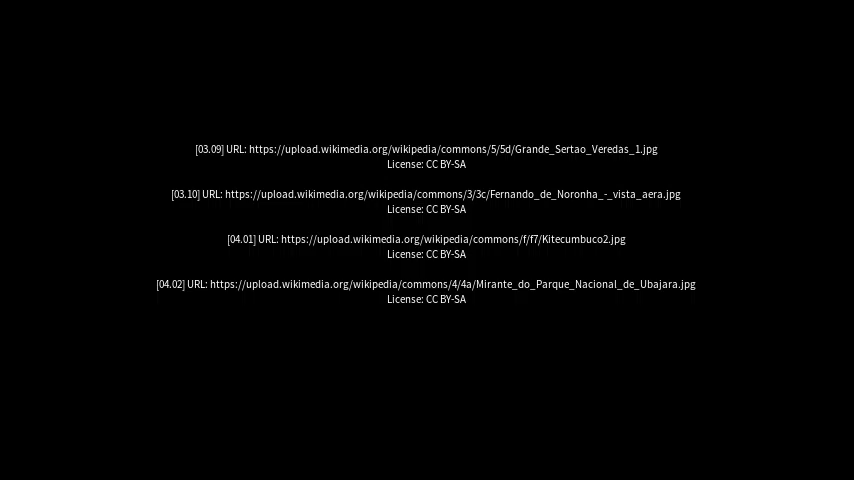 [03.09] URL: https://upload.wikimedia.org/wikipedia/commons/5/5d/Grande_Sertao_Veredas_1.jpg
License: CC BY-SA
[03.10] URL: https://upload.wikimedia.org/wikipedia/commons/3/3c/Fernando_de_Noronha_-_vista_aera.jpg
License: CC BY-SA
[04.01] URL: https://upload.wikimedia.org/wikipedia/commons/f/f7/Kitecumbuco2.jpg
License: CC BY-SA
[04.02] URL: https://upload.wikimedia.org/wikipedia/commons/4/4a/Mirante_do_Parque_Nacional_de_Ubajara.jpg
License: CC BY-SA